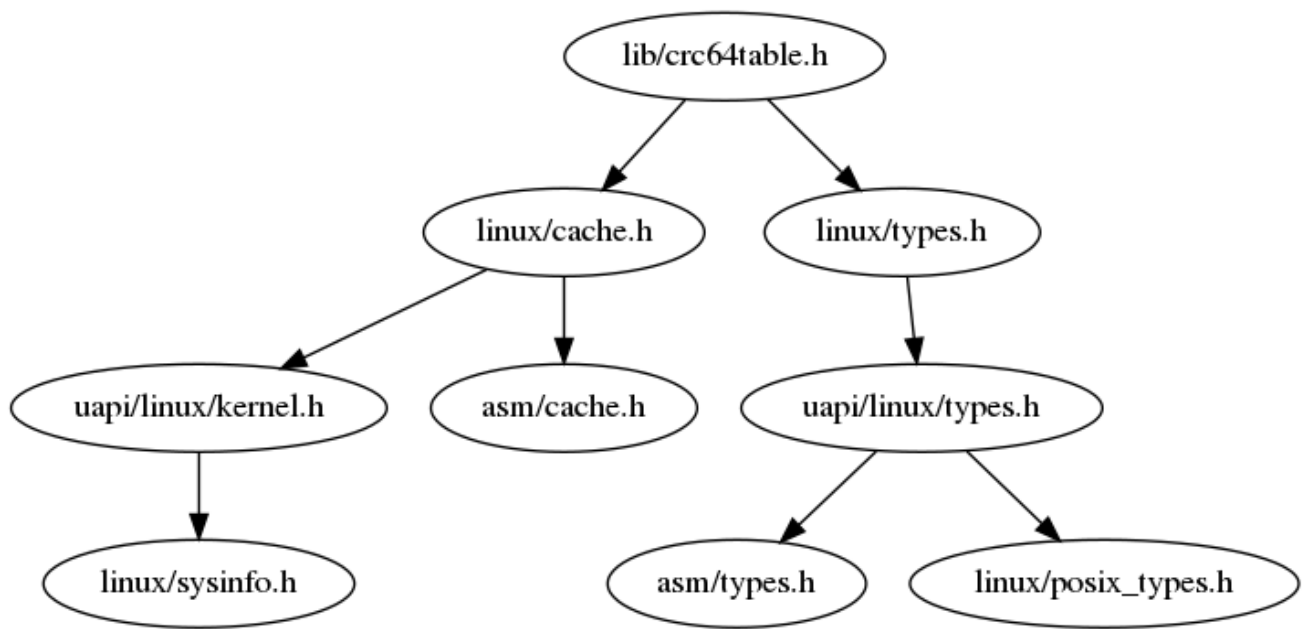 lib/crc64table.h
linux/cache.h
linux/types.h
uapi/linux/kernel.h
asm/cache.h
uapi/linux/types.h
linux/sysinfo.h
asm/types.h
linux/posix_types.h